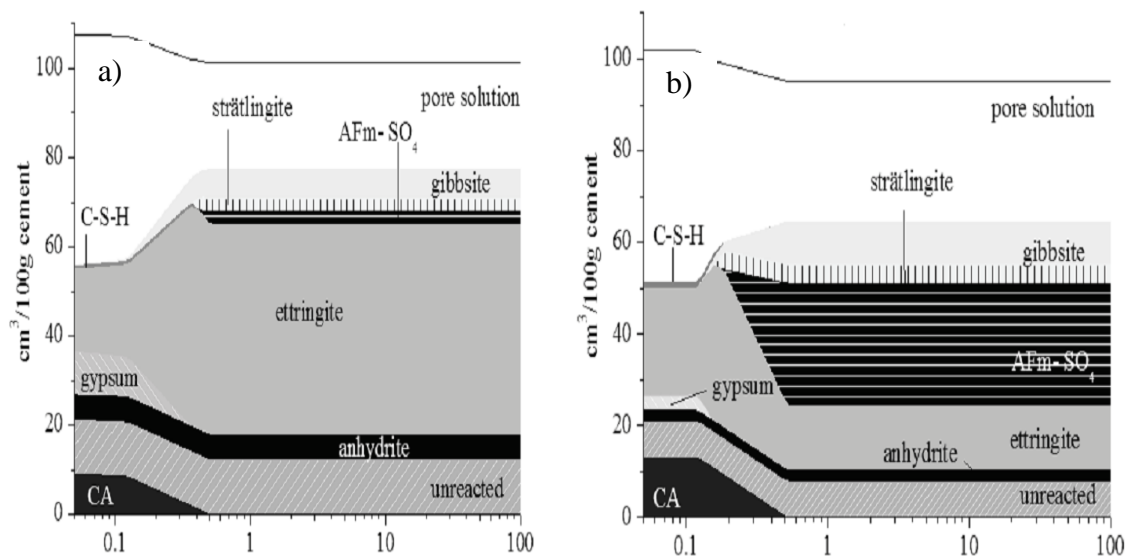 a)
cm³/100g cement
100
80
60
40
20
0
pore solution
strätlingite
AFm-SO₄
gibbsite
C-S-H
ettringite
gypsum
anhydrite
unreacted
CA
0.1 1 10 100
b)
cm³/100g cement
100
80
60
40
20
0
pore solution
strätlingite
C-S-H
gibbsite
AFm-SO₄
gypsum
ettringite
anhydrite
unreacted
CA
0.1 1 10 100